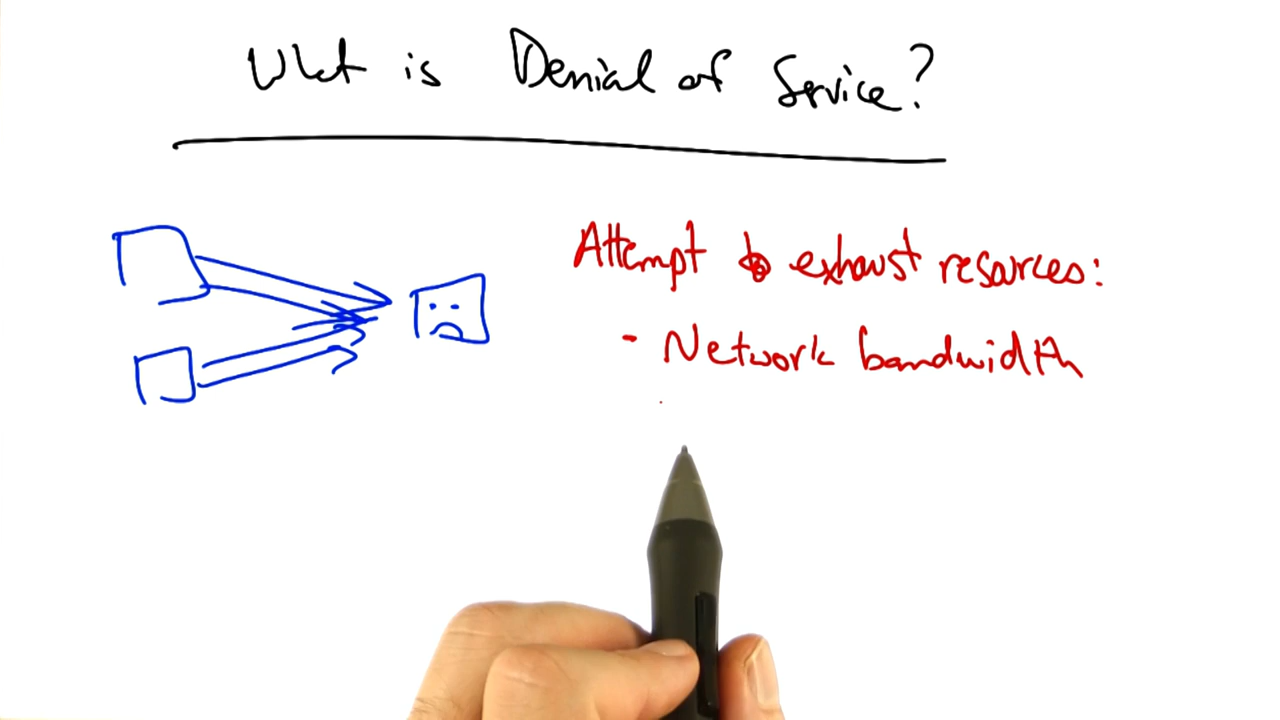 What is Denial of Service?
Attempt to exhaust resources:
- Network bandwidth